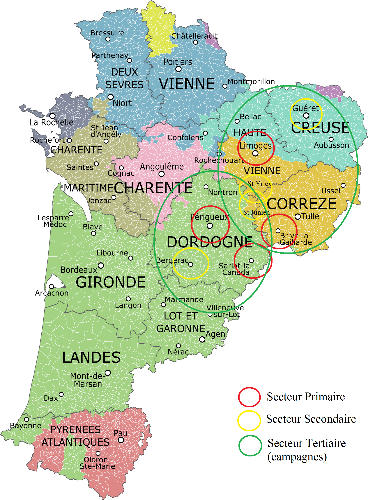 Bressuire
Châtellerault
Parthenay
Poitiers
DEUX
SEVRES
VIENNE
Montmorillon
Niort
Guéret
La Rochelle
Bellac
CREUSE
St Jean
d'Angély
Confolens
HAUTE
Rochefort
Limoges
Aubusson
CHARENTE
Rochechouart
Saintes
Angoulême
VIENNE
Cognac
MARITIME
CHARENTE
Ussel
Jonzac
Nontron
CORREZE
Lesparre
Médoc
Périgueux
Tulle
Blaye
Brive la
Gaillarde
DORDOGNE
Libourne
Bergerac
Sarlat-la
Canéda
Bordeaux
GIRONDE
Arcachon
Langon
Marmande
Villeneuve
sur-Lot
LOT ET
GARONNE
Agen
LANDES
Nérac
Mont-de
Marsan
Dax
Secteur Primaire
Bayonne
Secteur Secondaire
PYRENEES
ATLANTIQUES
Pau
Secteur Tertiaire
(campagnes)
Oloron
Ste-Marie